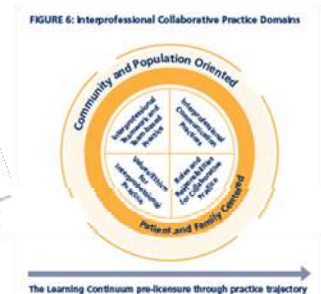 FIGURE 6: Interprofessional Collaborative Practice Domains
Community and Population Oriented
Interprofessional
Teamwork and
Team-based
Practice
Interprofessional
Communication
Practices
Values/Ethics
for
Interprofessional
Practice
Roles and
Responsibilities
for Collaborative
Practice
Patient and Family Centered
The Learning Continuum pre-licensure through practice trajectory